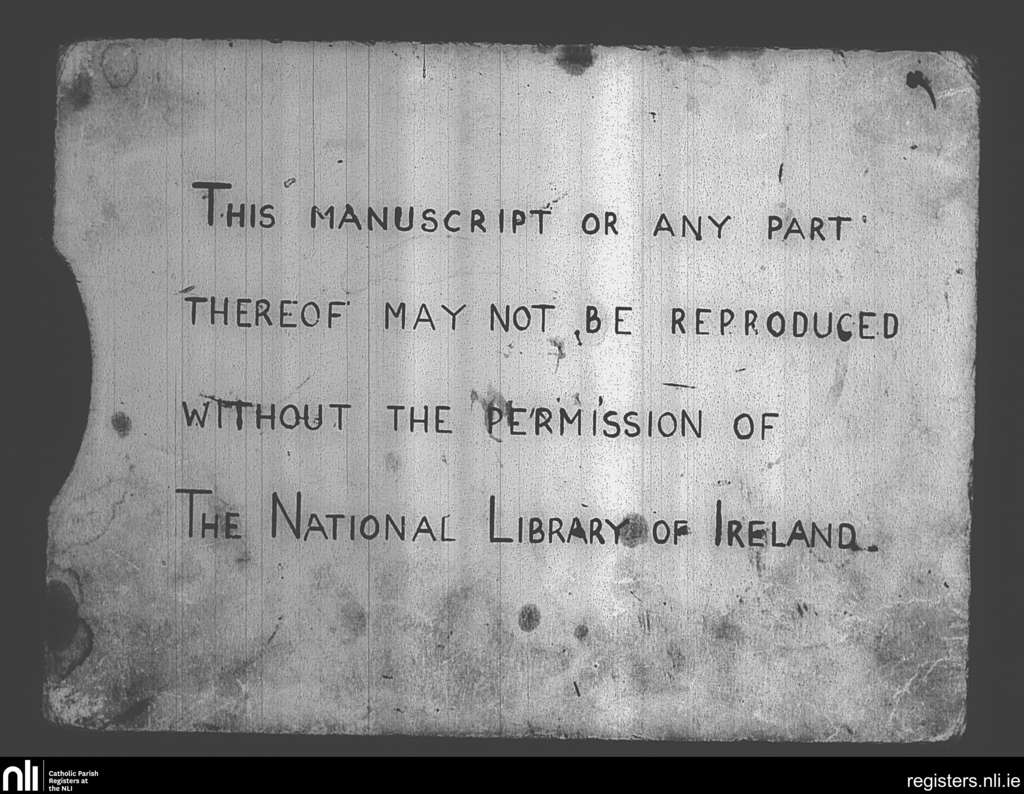 THIS MANUSCRIPT OR ANY PART
THEREOF MAY NOT BE REPRODUCED
WITHOUT THE PERMISSION OF
THE NATIONAL LIBRARY OF IRELAND.
nli
Catholic Parish
Registers at
the NLI
registers.nli.ie